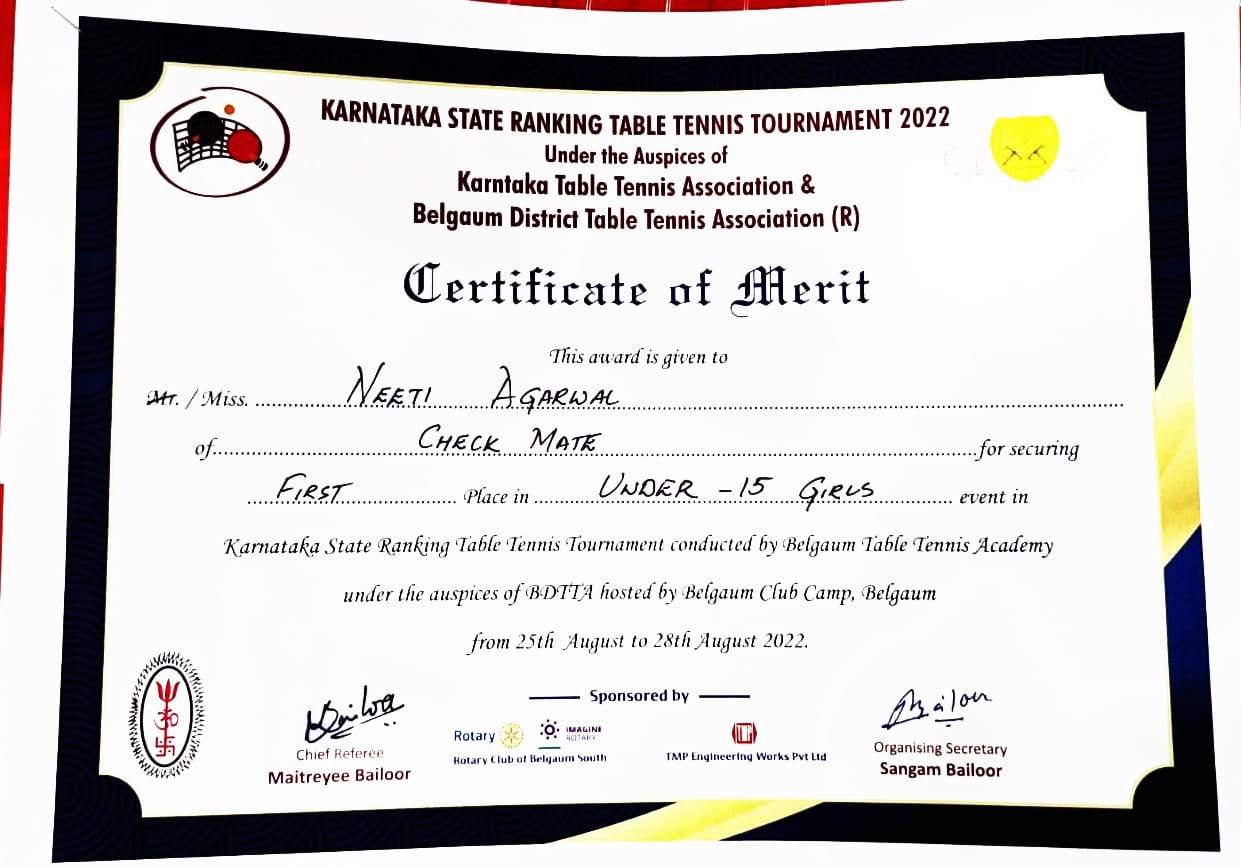 KARNATAKA STATE RANKING TABLE TENNIS TOURNAMENT 2022
Under the Auspices of
Karntaka Table Tennis Association &
Belgaum District Table Tennis Association (R)
Certificate of Merit
This award is given to
Mr. / Miss. NEETI AGARWAL
of CHECK MATE for securing
FIRST Place in UNDER - 15 GIRLS event in
Karnataka State Ranking Table Tennis Tournament conducted by Belgaum Table Tennis Academy
under the auspices of BDTTA hosted by Belgaum Club Camp, Belgaum
from 25th August to 28th August 2022.
Sponsored by
Rotary IMAGINE
ROTARY
Rotary Club of Belgaum South
TMP Engineering Works Pvt Ltd
Chief Referee
Maitreyee Bailoor
Organising Secretary
Sangam Bailoor
ॐ